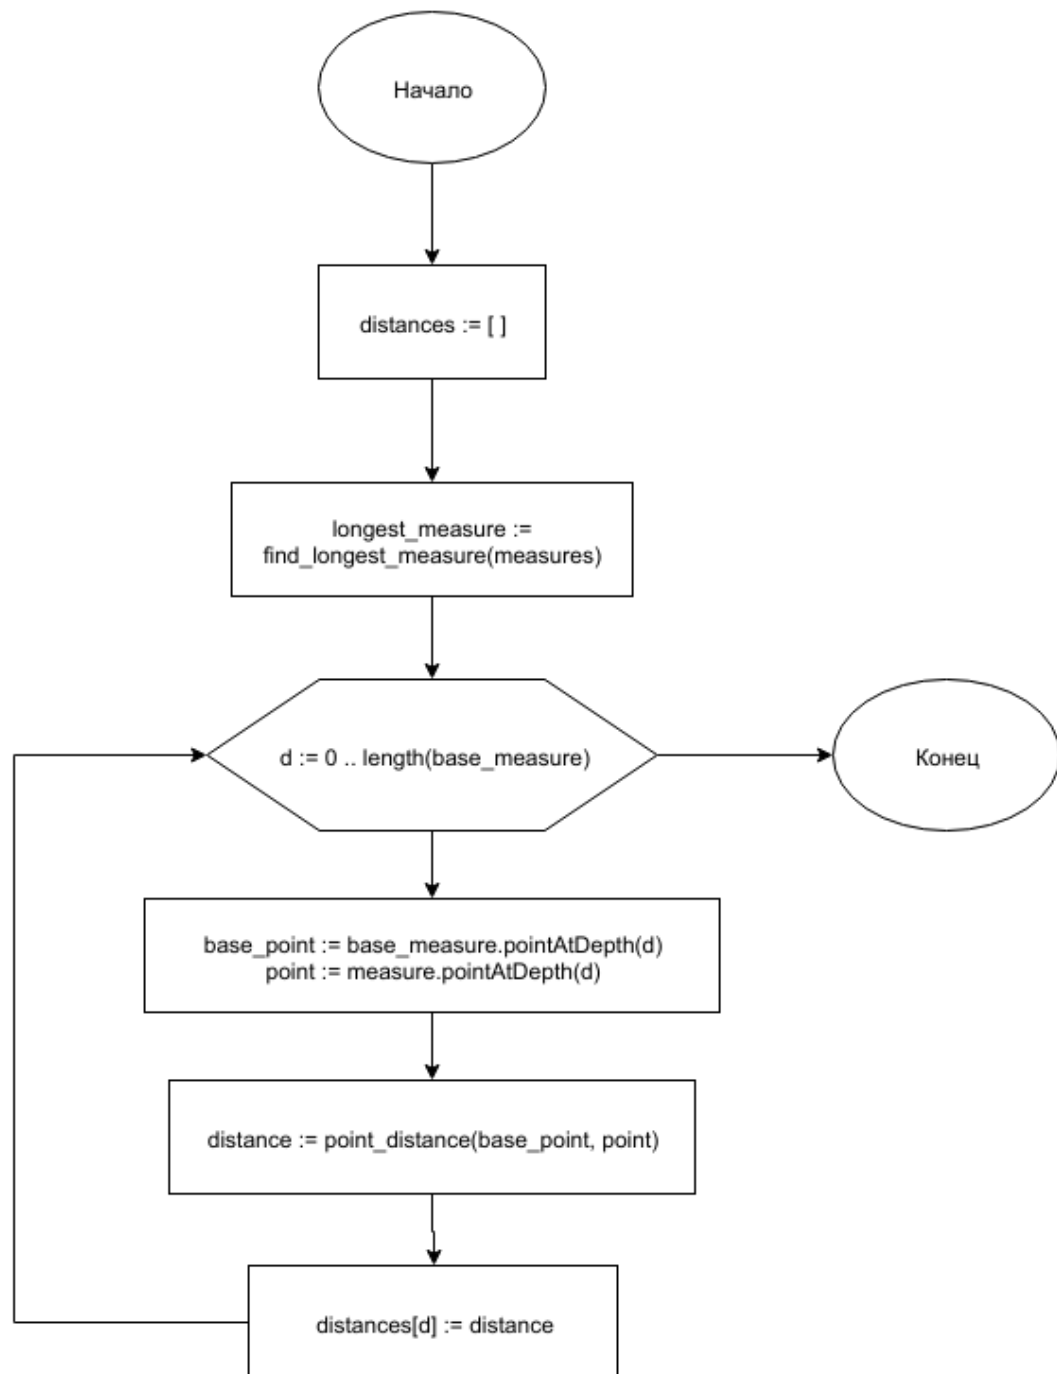 Начало
distances := [ ]
longest_measure :=
find_longest_measure(measures)
d := 0 .. length(base_measure)
Конец
base_point := base_measure.pointAtDepth(d)
point := measure.pointAtDepth(d)
distance := point_distance(base_point, point)
distances[d] := distance